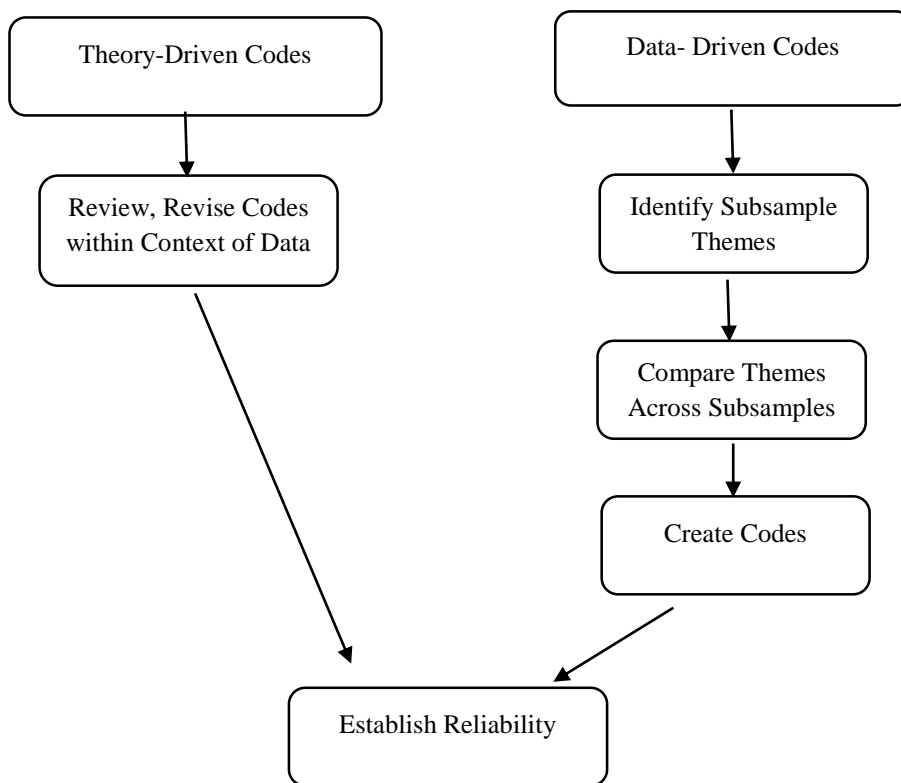 Theory-Driven Codes
Data- Driven Codes
Review, Revise Codes
within Context of Data
Identify Subsample
Themes
Compare Themes
Across Subsamples
Create Codes
Establish Reliability